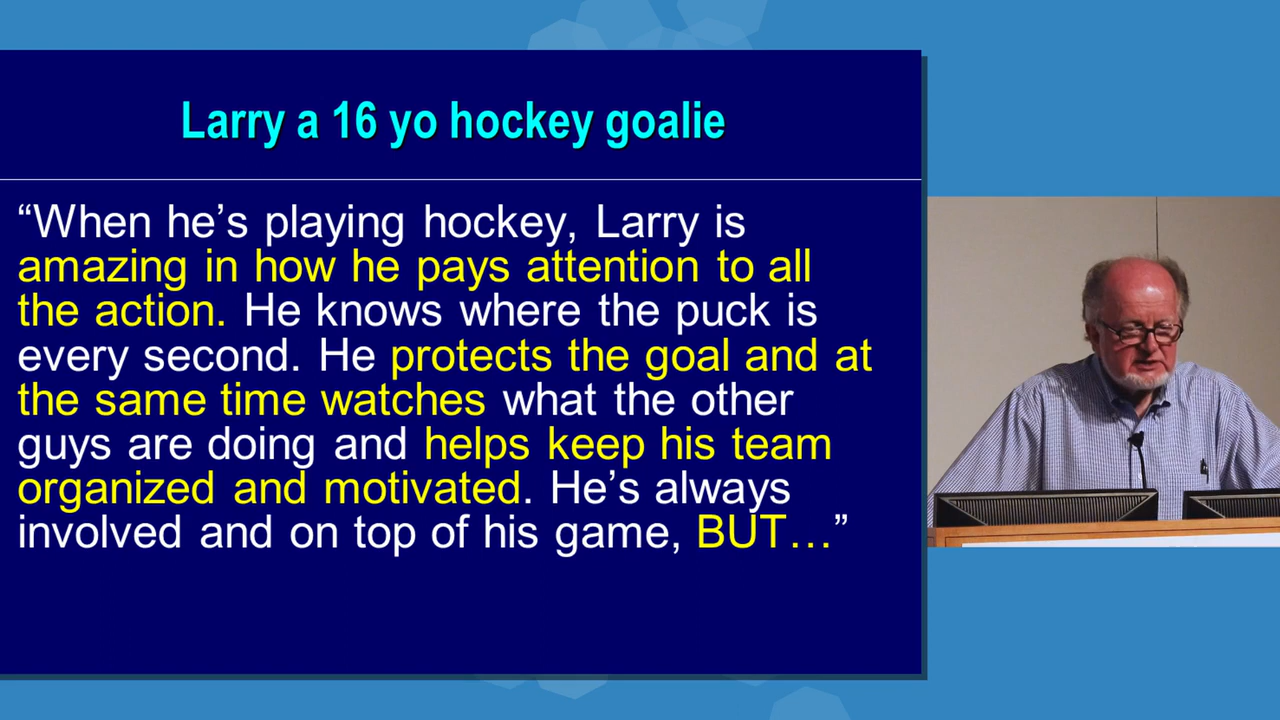 Larry a 16 yo hockey goalie
“When he’s playing hockey, Larry is
amazing in how he pays attention to all
the action. He knows where the puck is
every second. He protects the goal and at
the same time watches what the other
guys are doing and helps keep his team
organized and motivated. He’s always
involved and on top of his game, BUT…”